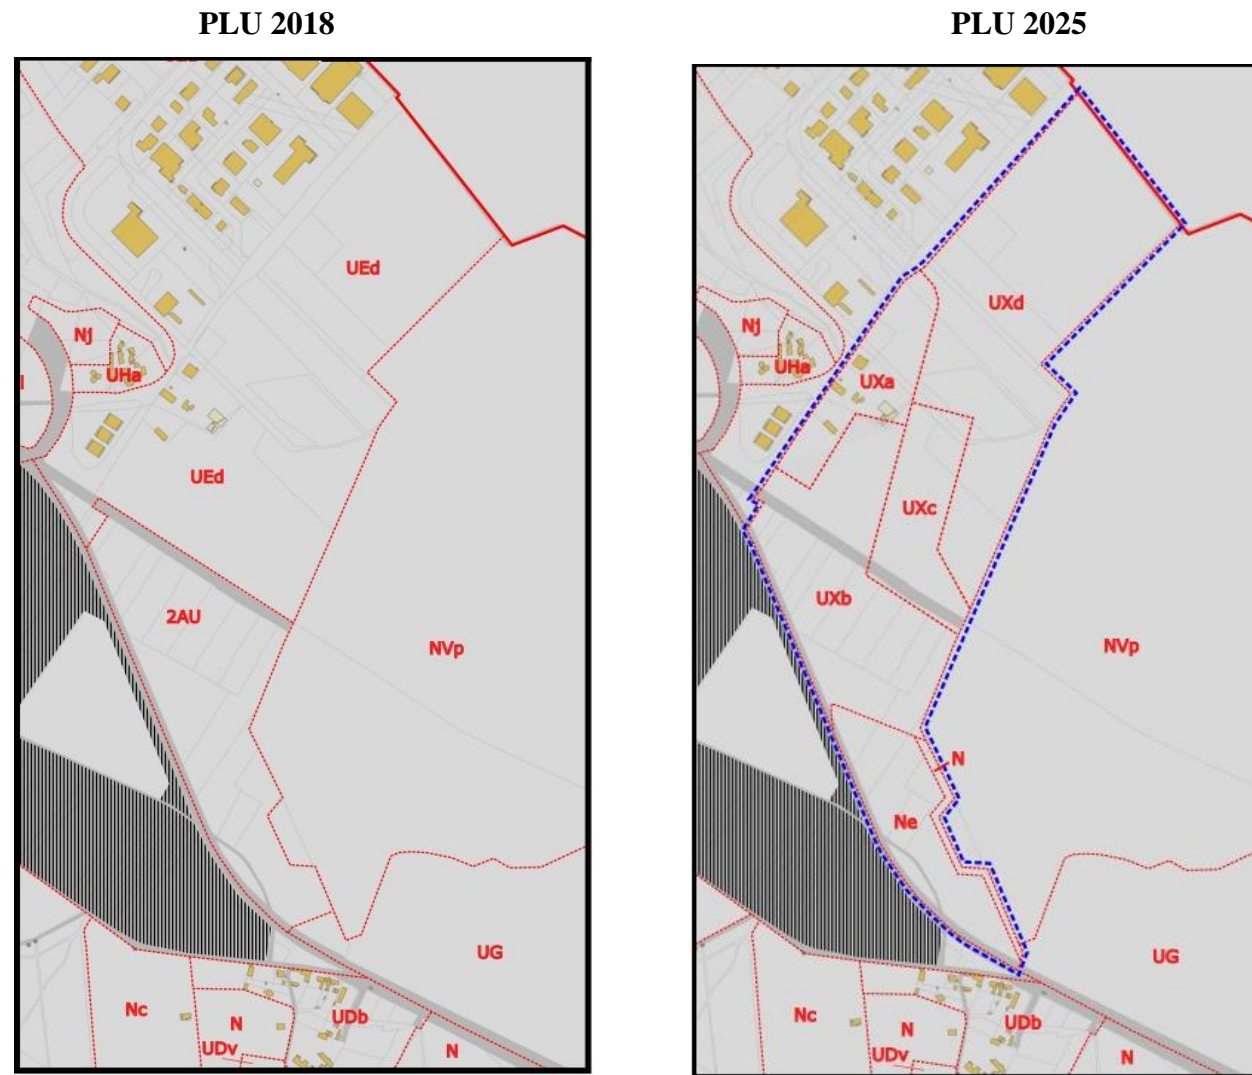 PLU 2018
PLU 2025
UEd
Nj
UHa
UEd
2AU
NVp
UG
Nc
N
UDv
UDb
N
UXd
Nj
UHa
UXa
UXc
UXb
NVp
N
Ne
UG
Nc
N
UDv
UDb
N